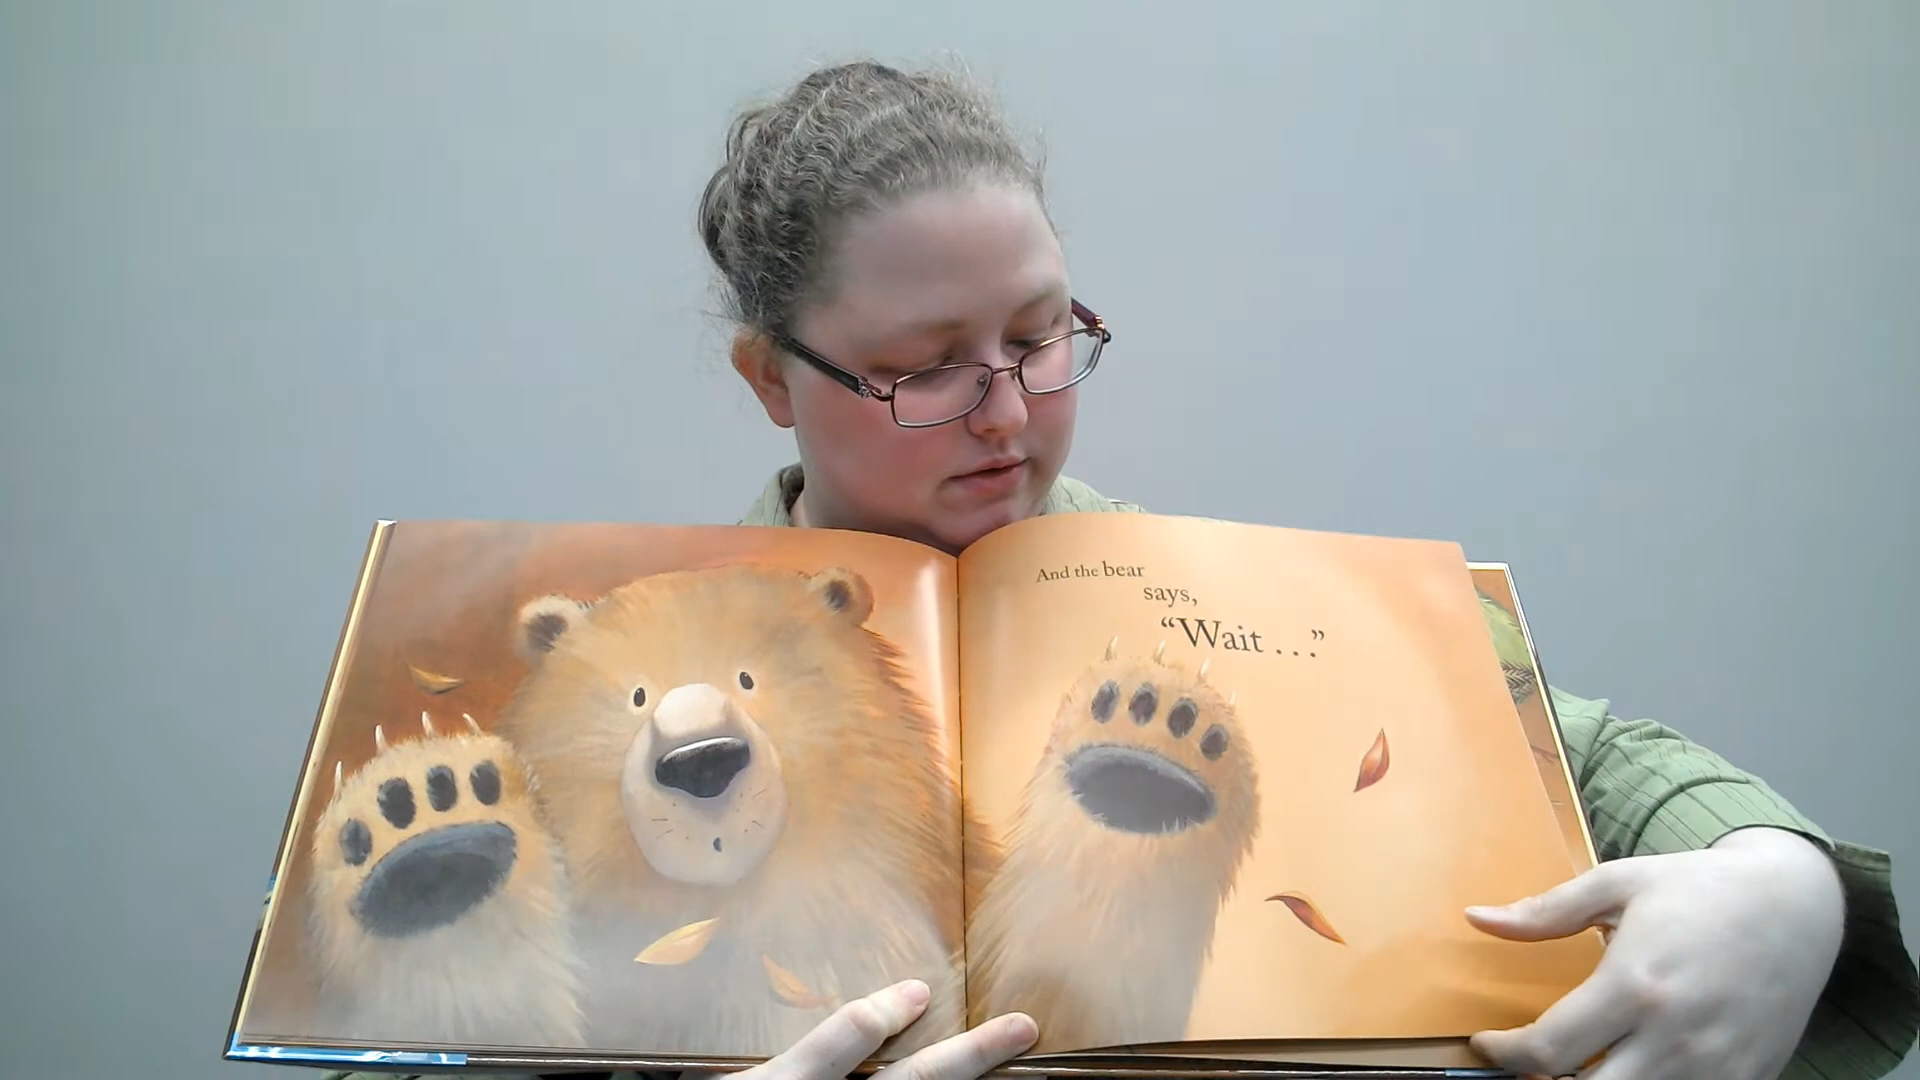 And the bear
says,
“Wait . . .”